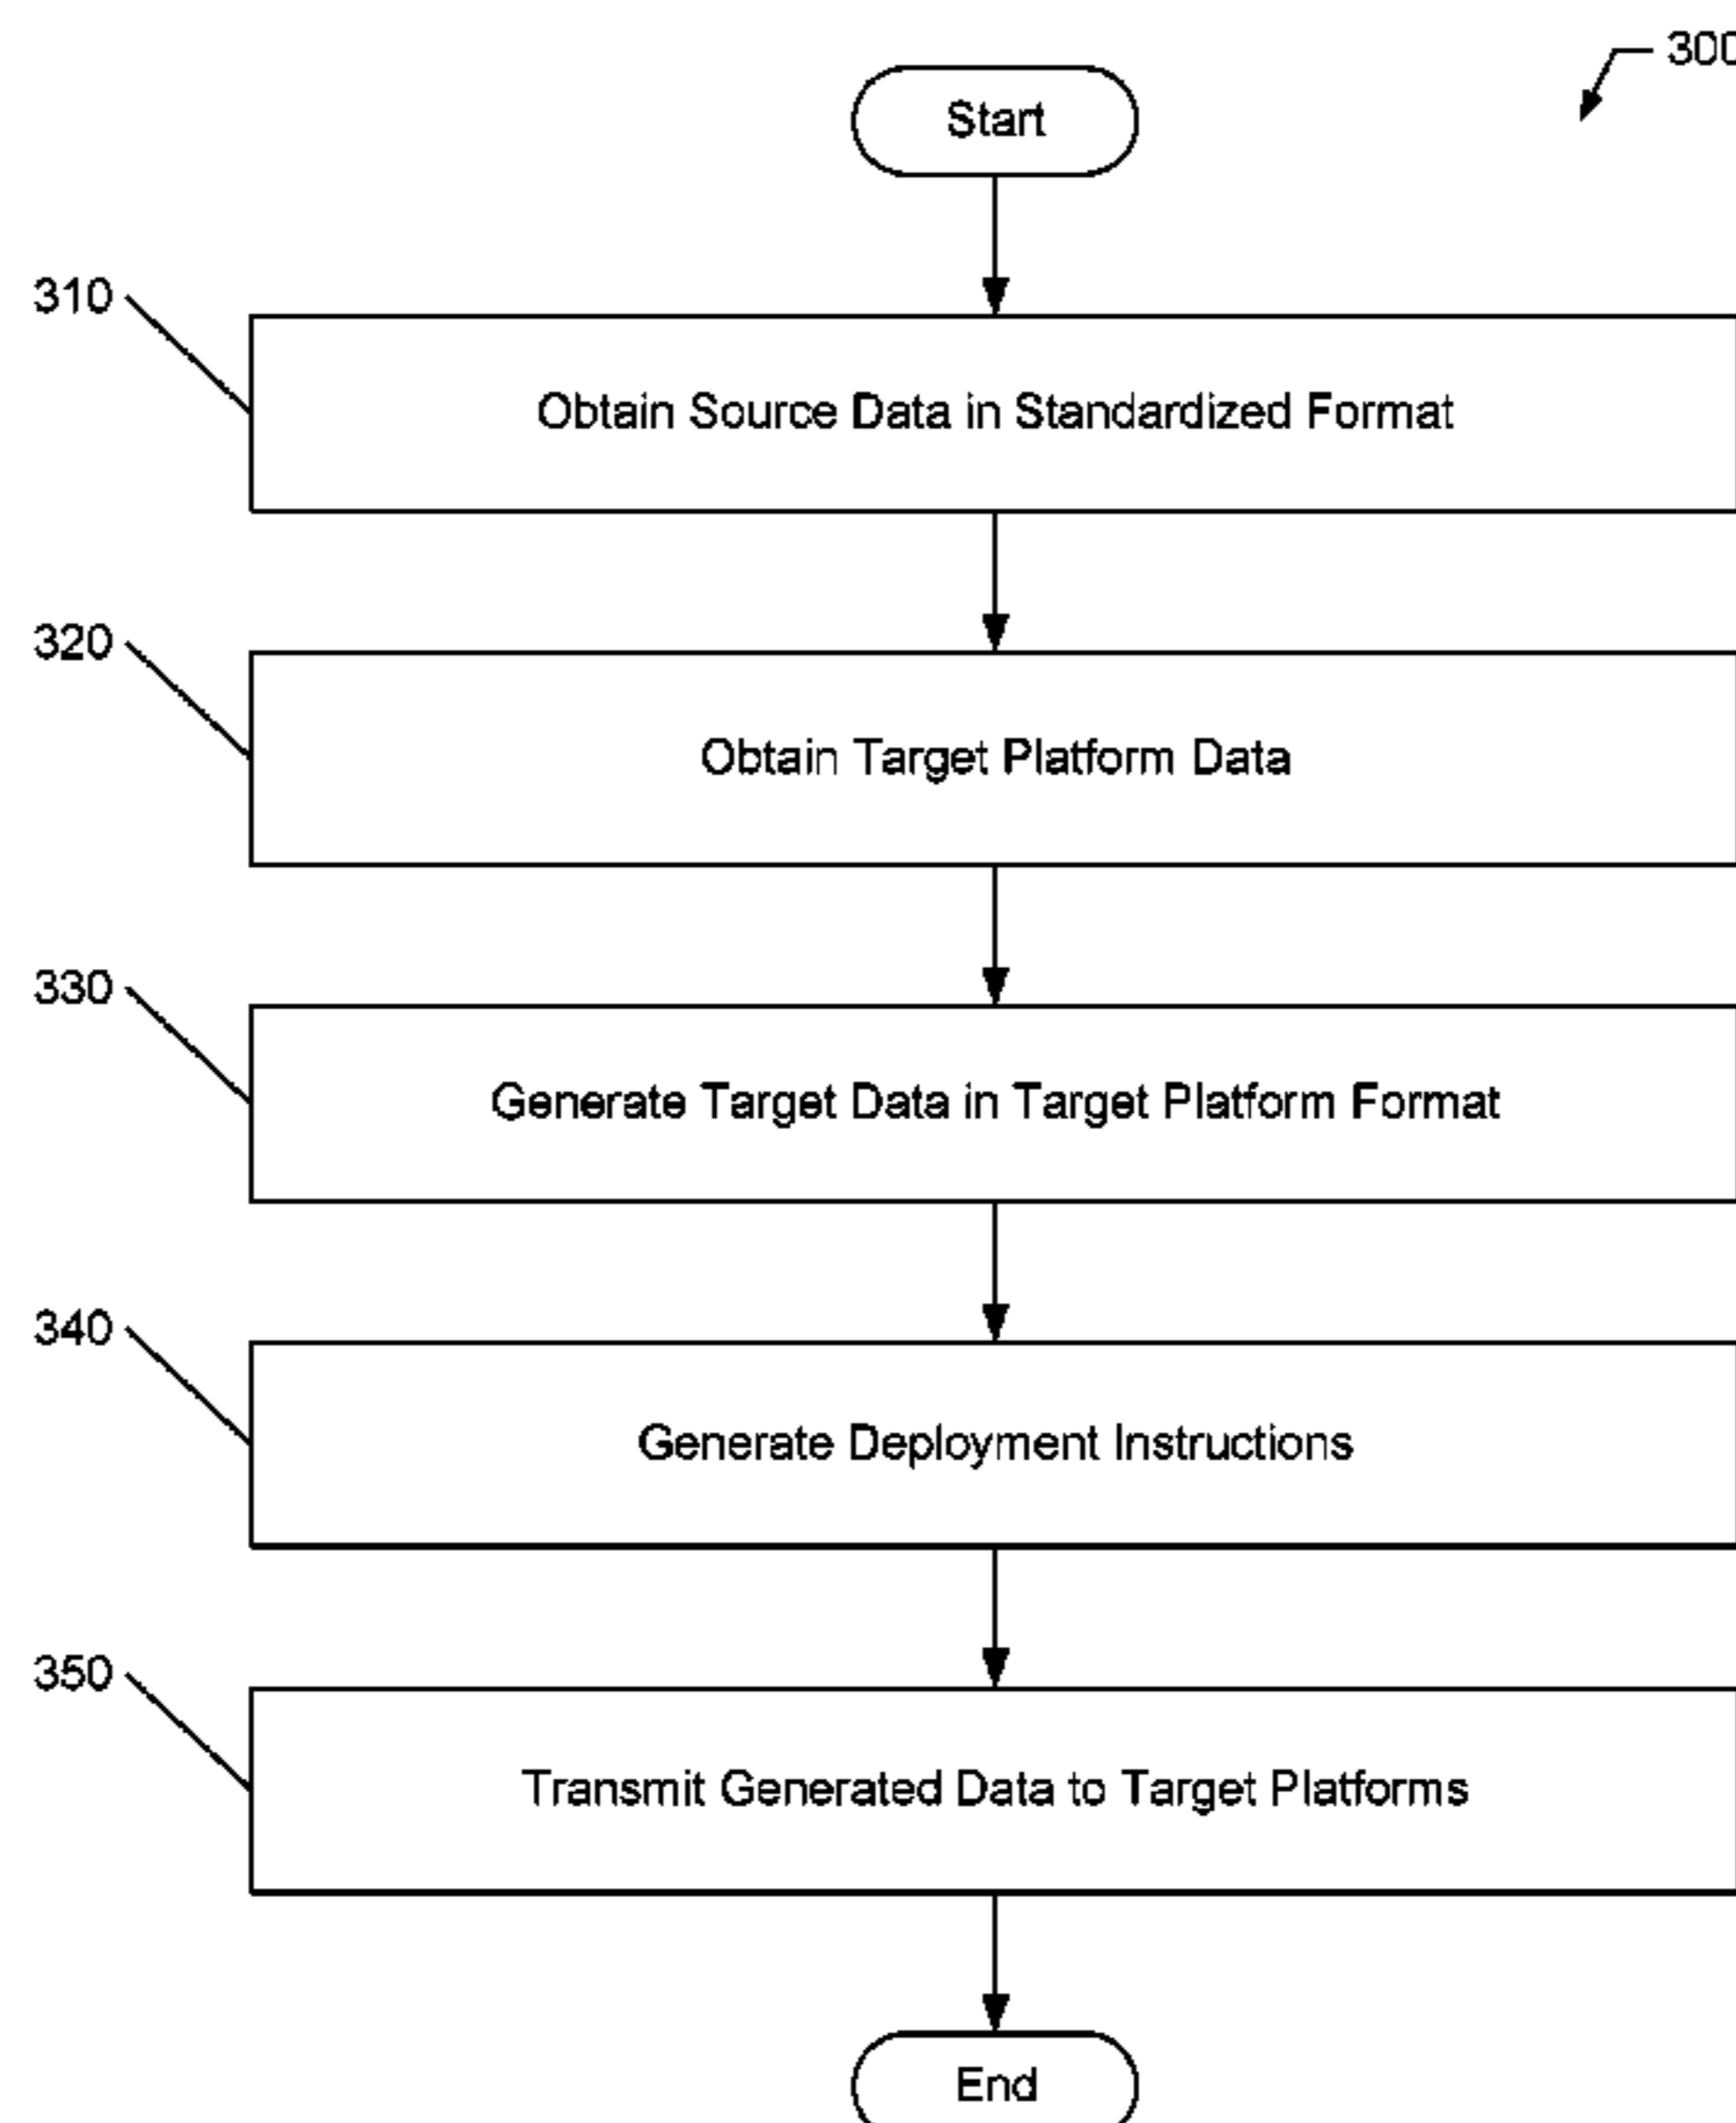 300
Start
310
Obtain Source Data in Standardized Format
320
Obtain Target Platform Data
330
Generate Target Data in Target Platform Format
340
Generate Deployment Instructions
350
Transmit Generated Data to Target Platforms
End